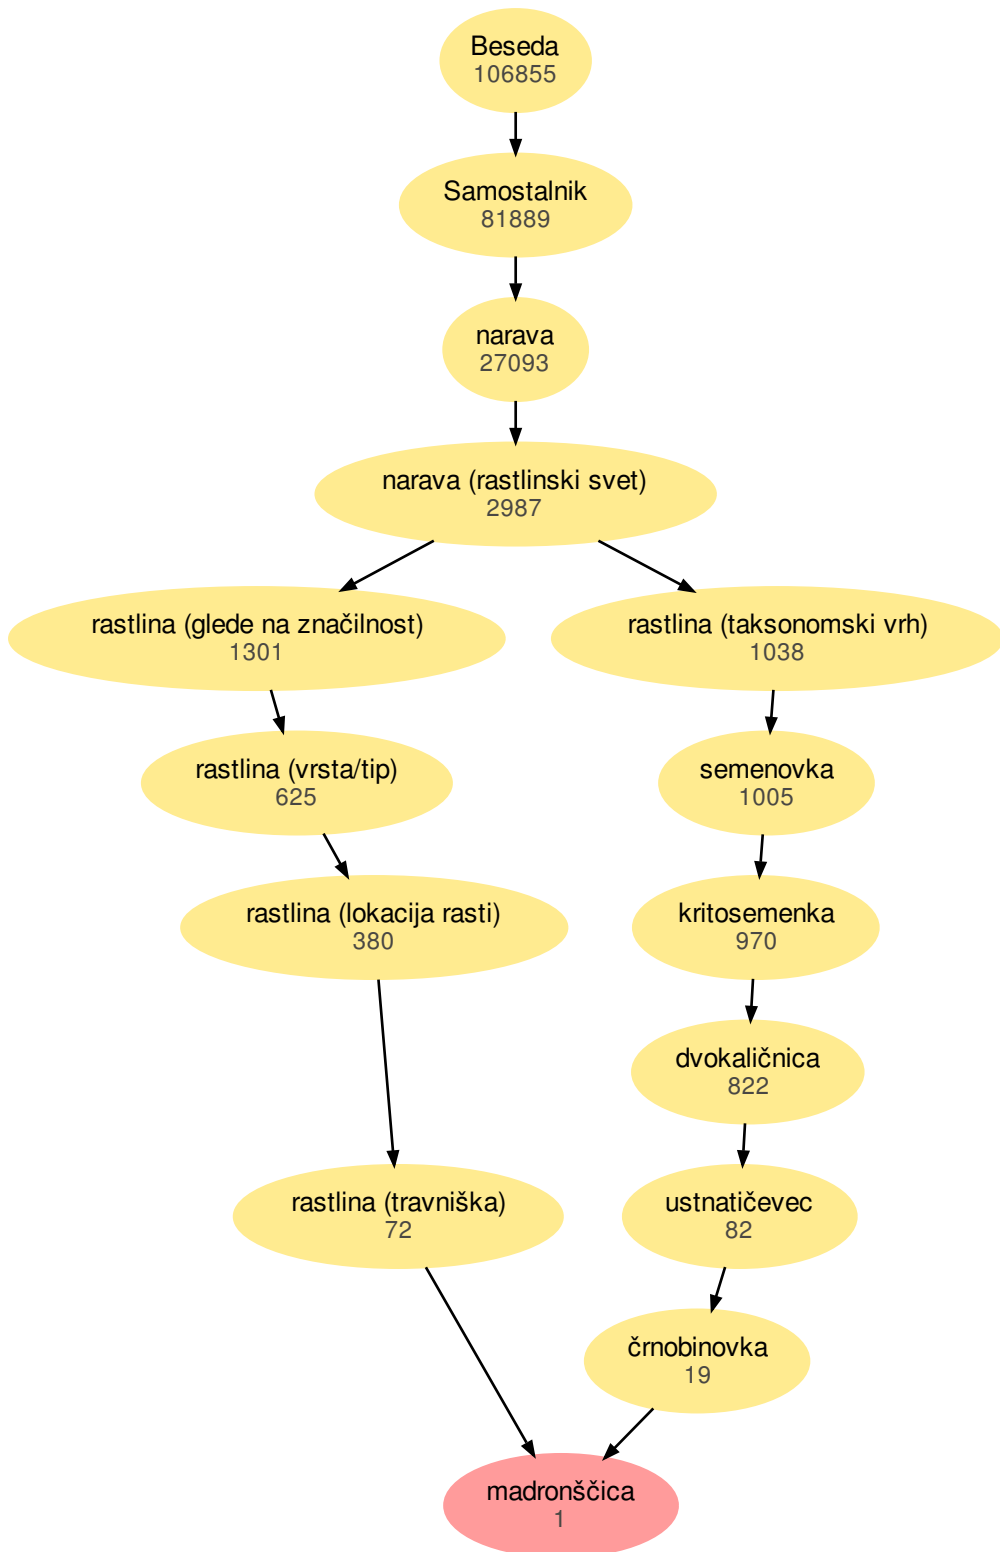 Beseda
106855
Samostalnik
81889
narava
27093
narava (rastlinski svet)
2987
rastlina (glede na značilnost)
1301
rastlina (taksonomski vrh)
1038
rastlina (vrsta/tip)
625
semenovka
1005
rastlina (lokacija rasti)
380
kritosemenka
970
dvokaličnica
822
rastlina (travniška)
72
ustnatičevec
82
črnobinovka
19
madronščica
1